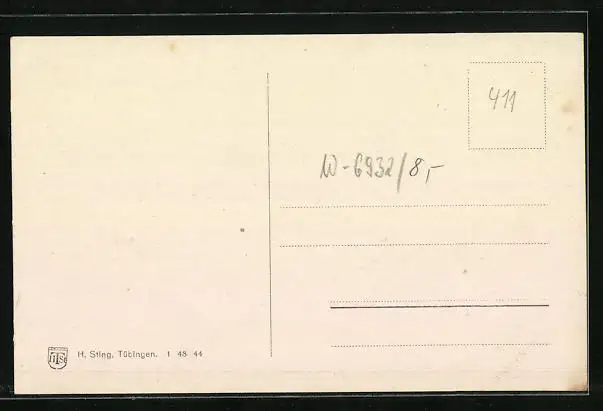 411
W-6932/8,-
H. Sting, Tübingen. 1 48 44